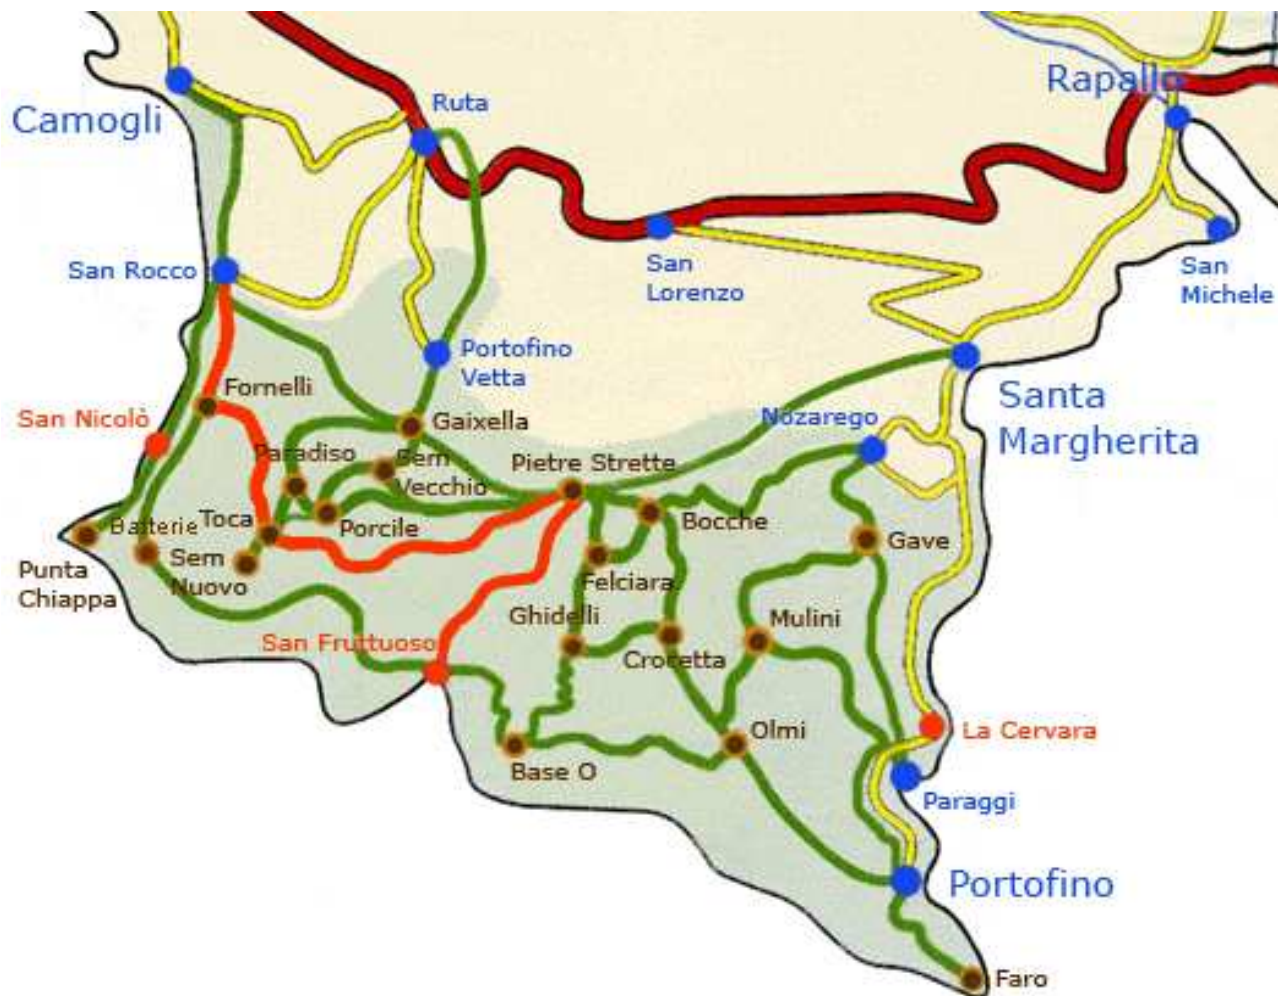 Rapallo
Ruta
Camogli
San Rocco
San
Lorenzo
San
Michele
Portofino
Vetta
Fornelli
Santa
Margherita
San Nicolò
Gaixella
Nozarego
Paradiso
Sem
Vecchio
Pietre Strette
Batterie
Toca
Porcile
Bocche
Gave
Punta
Chiappa
Sem
Nuovo
Felciara
Ghidelli
Mulini
San Fruttuoso
Crocetta
Olmi
La Cervara
Base O
Paraggi
Portofino
Faro